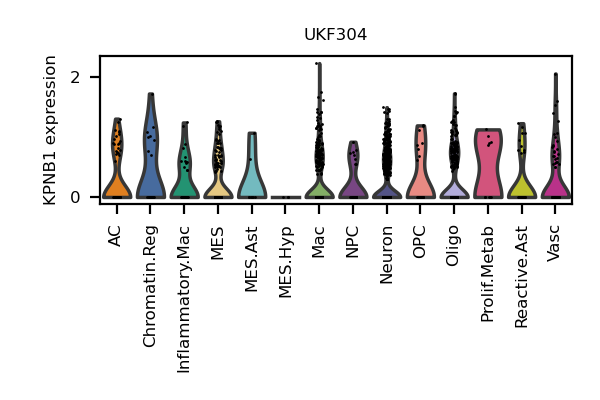 UKF304
KPNB1 expression
2
0
AC
Chromatin.Reg
Inflammatory.Mac
MES
MES.Ast
MES.Hyp
Mac
NPC
Neuron
OPC
Oligo
Prolif.Metab
Reactive.Ast
Vasc